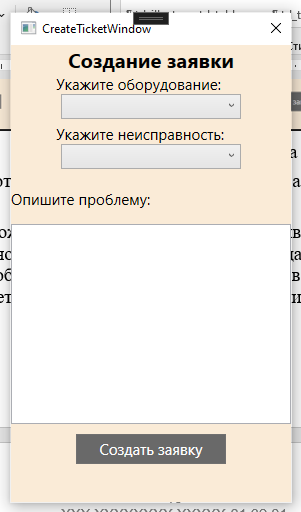 CreateTicketWindow
Создание заявки
Укажите оборудование:
Укажите неисправность:
Опишите проблему:
Создать заявку